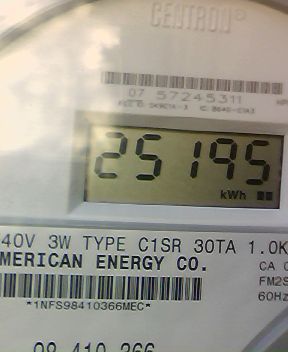 CENTRON®
07 57245311
25195
kWh
40V 3W TYPE C1SR 30TA 1.0K
MERICAN ENERGY CO. CA
FM2S
60Hz
*1NFS98410366MEC*